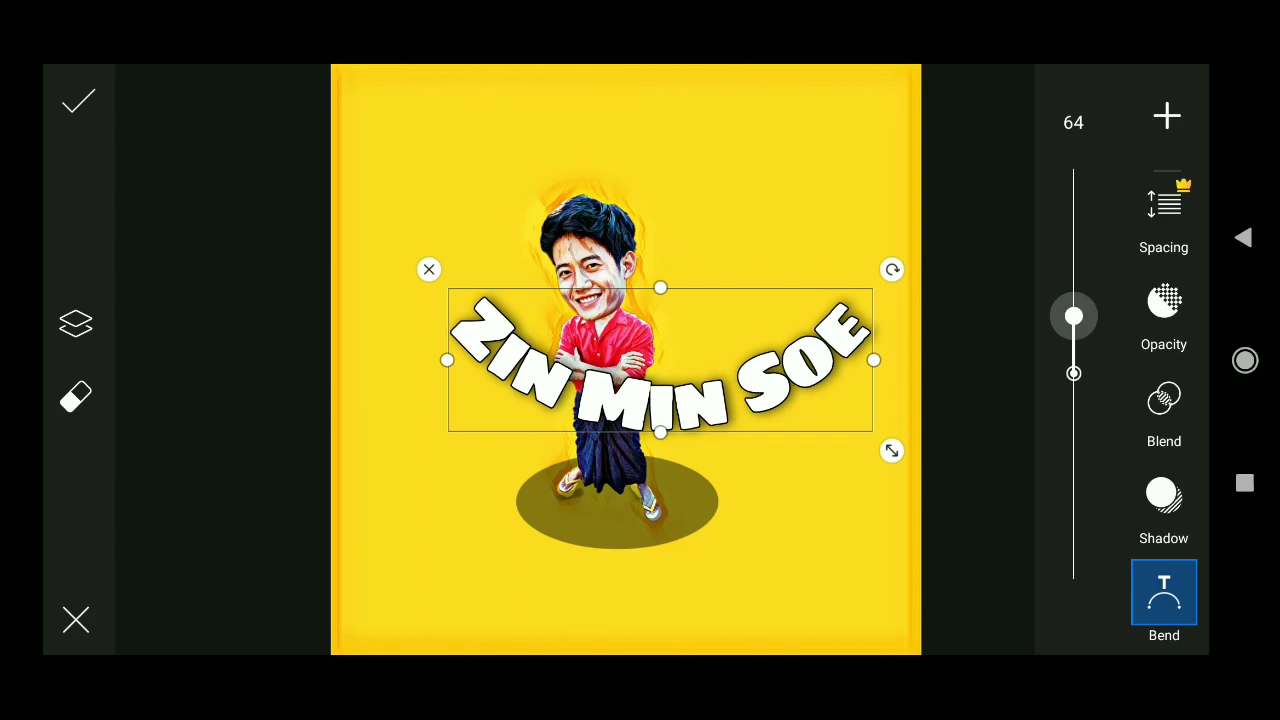 64
Spacing
Opacity
ZIN MIN SOE
Blend
Shadow
T
Bend